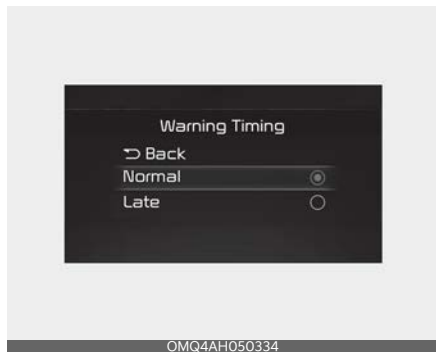 Warning Timing
Back
Normal
Late
OMQ4AH050334